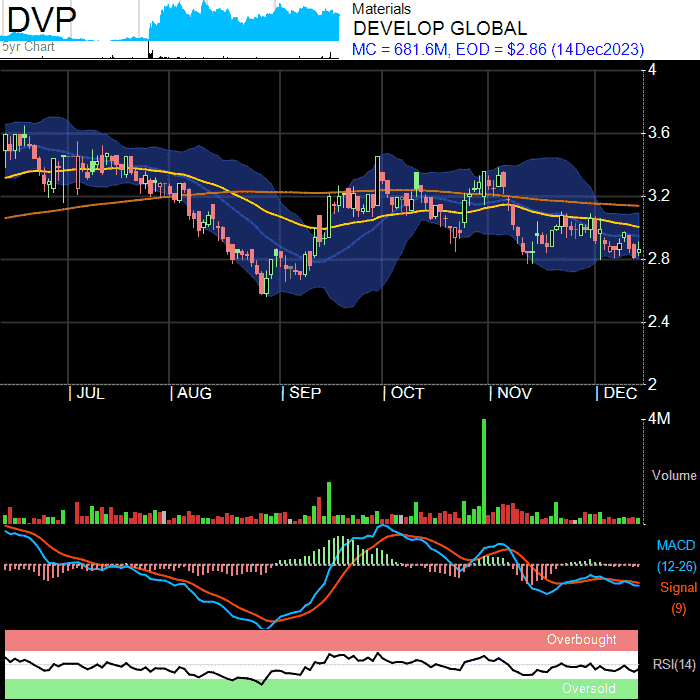 DVP
5yr Chart
Materials
DEVELOP GLOBAL
MC = 681.6M, EOD = $2.86 (14Dec2023)
4
3.6
3.2
2.8
2.4
2
JUL AUG SEP OCT NOV DEC
4M
Volume
MACD
(12-26)
Signal
(9)
Overbought
RSI(14)
Oversold